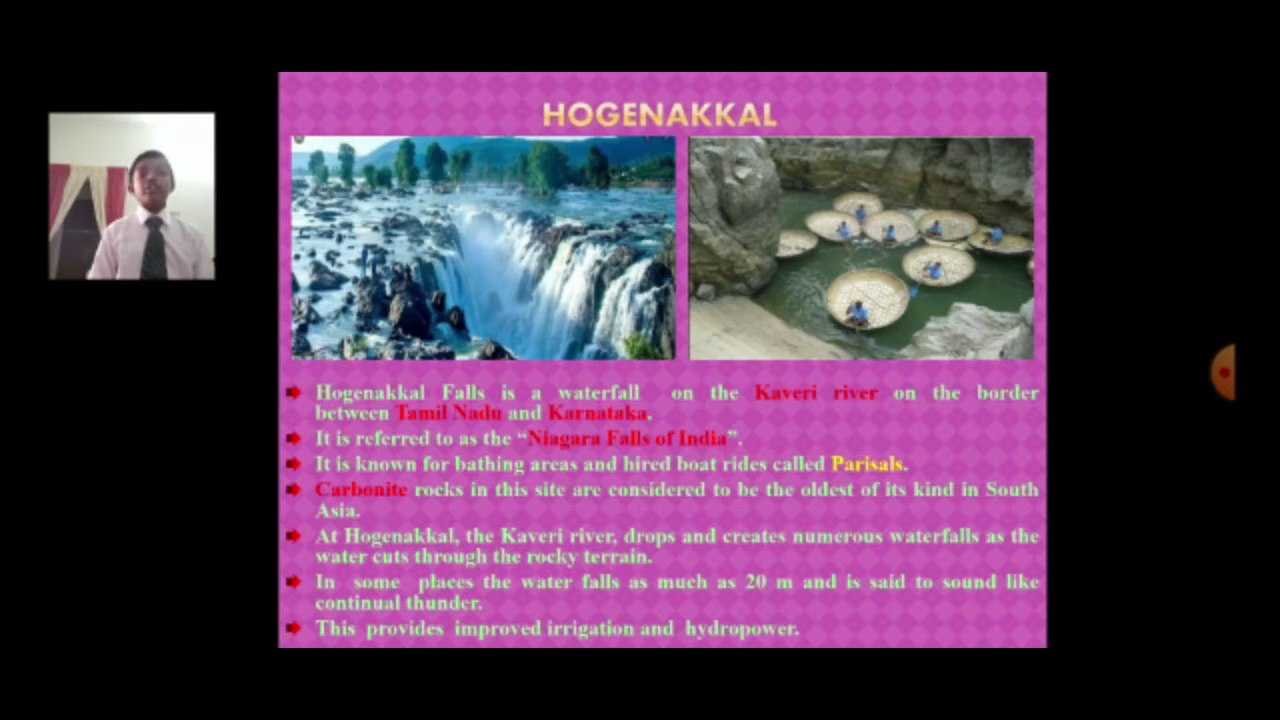 HOGENAKKAL
Hogenakkal Falls is a waterfall on the Kaveri river on the border
between Tamil Nadu and Karnataka.
It is referred to as the “Niagara Falls of India”.
It is known for bathing areas and hired boat rides called Parisals.
Carbonite rocks in this site are considered to be the oldest of its kind in South
Asia.
At Hogenakkal, the Kaveri river, drops and creates numerous waterfalls as the
water cuts through the rocky terrain.
In some places the water falls as much as 20 m and is said to sound like
continual thunder.
This provides improved irrigation and hydropower.